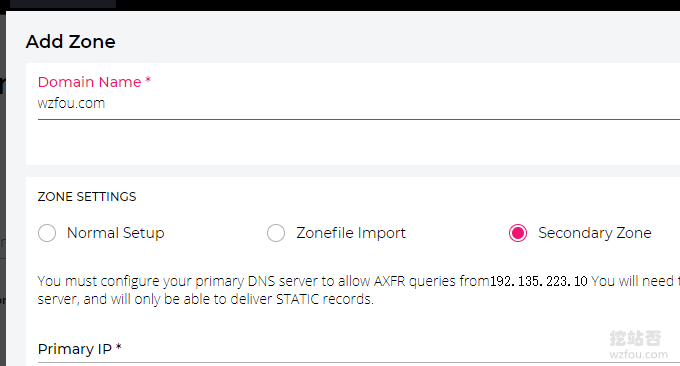 Add Zone
Domain Name *
wzfou.com
ZONE SETTINGS
Normal Setup
Zonefile Import
Secondary Zone
You must configure your primary DNS server to allow AXFR queries from192.135.223.10 You will need
server, and will only be able to deliver STATIC records.
Primary IP *
挖站否
wzfou.com